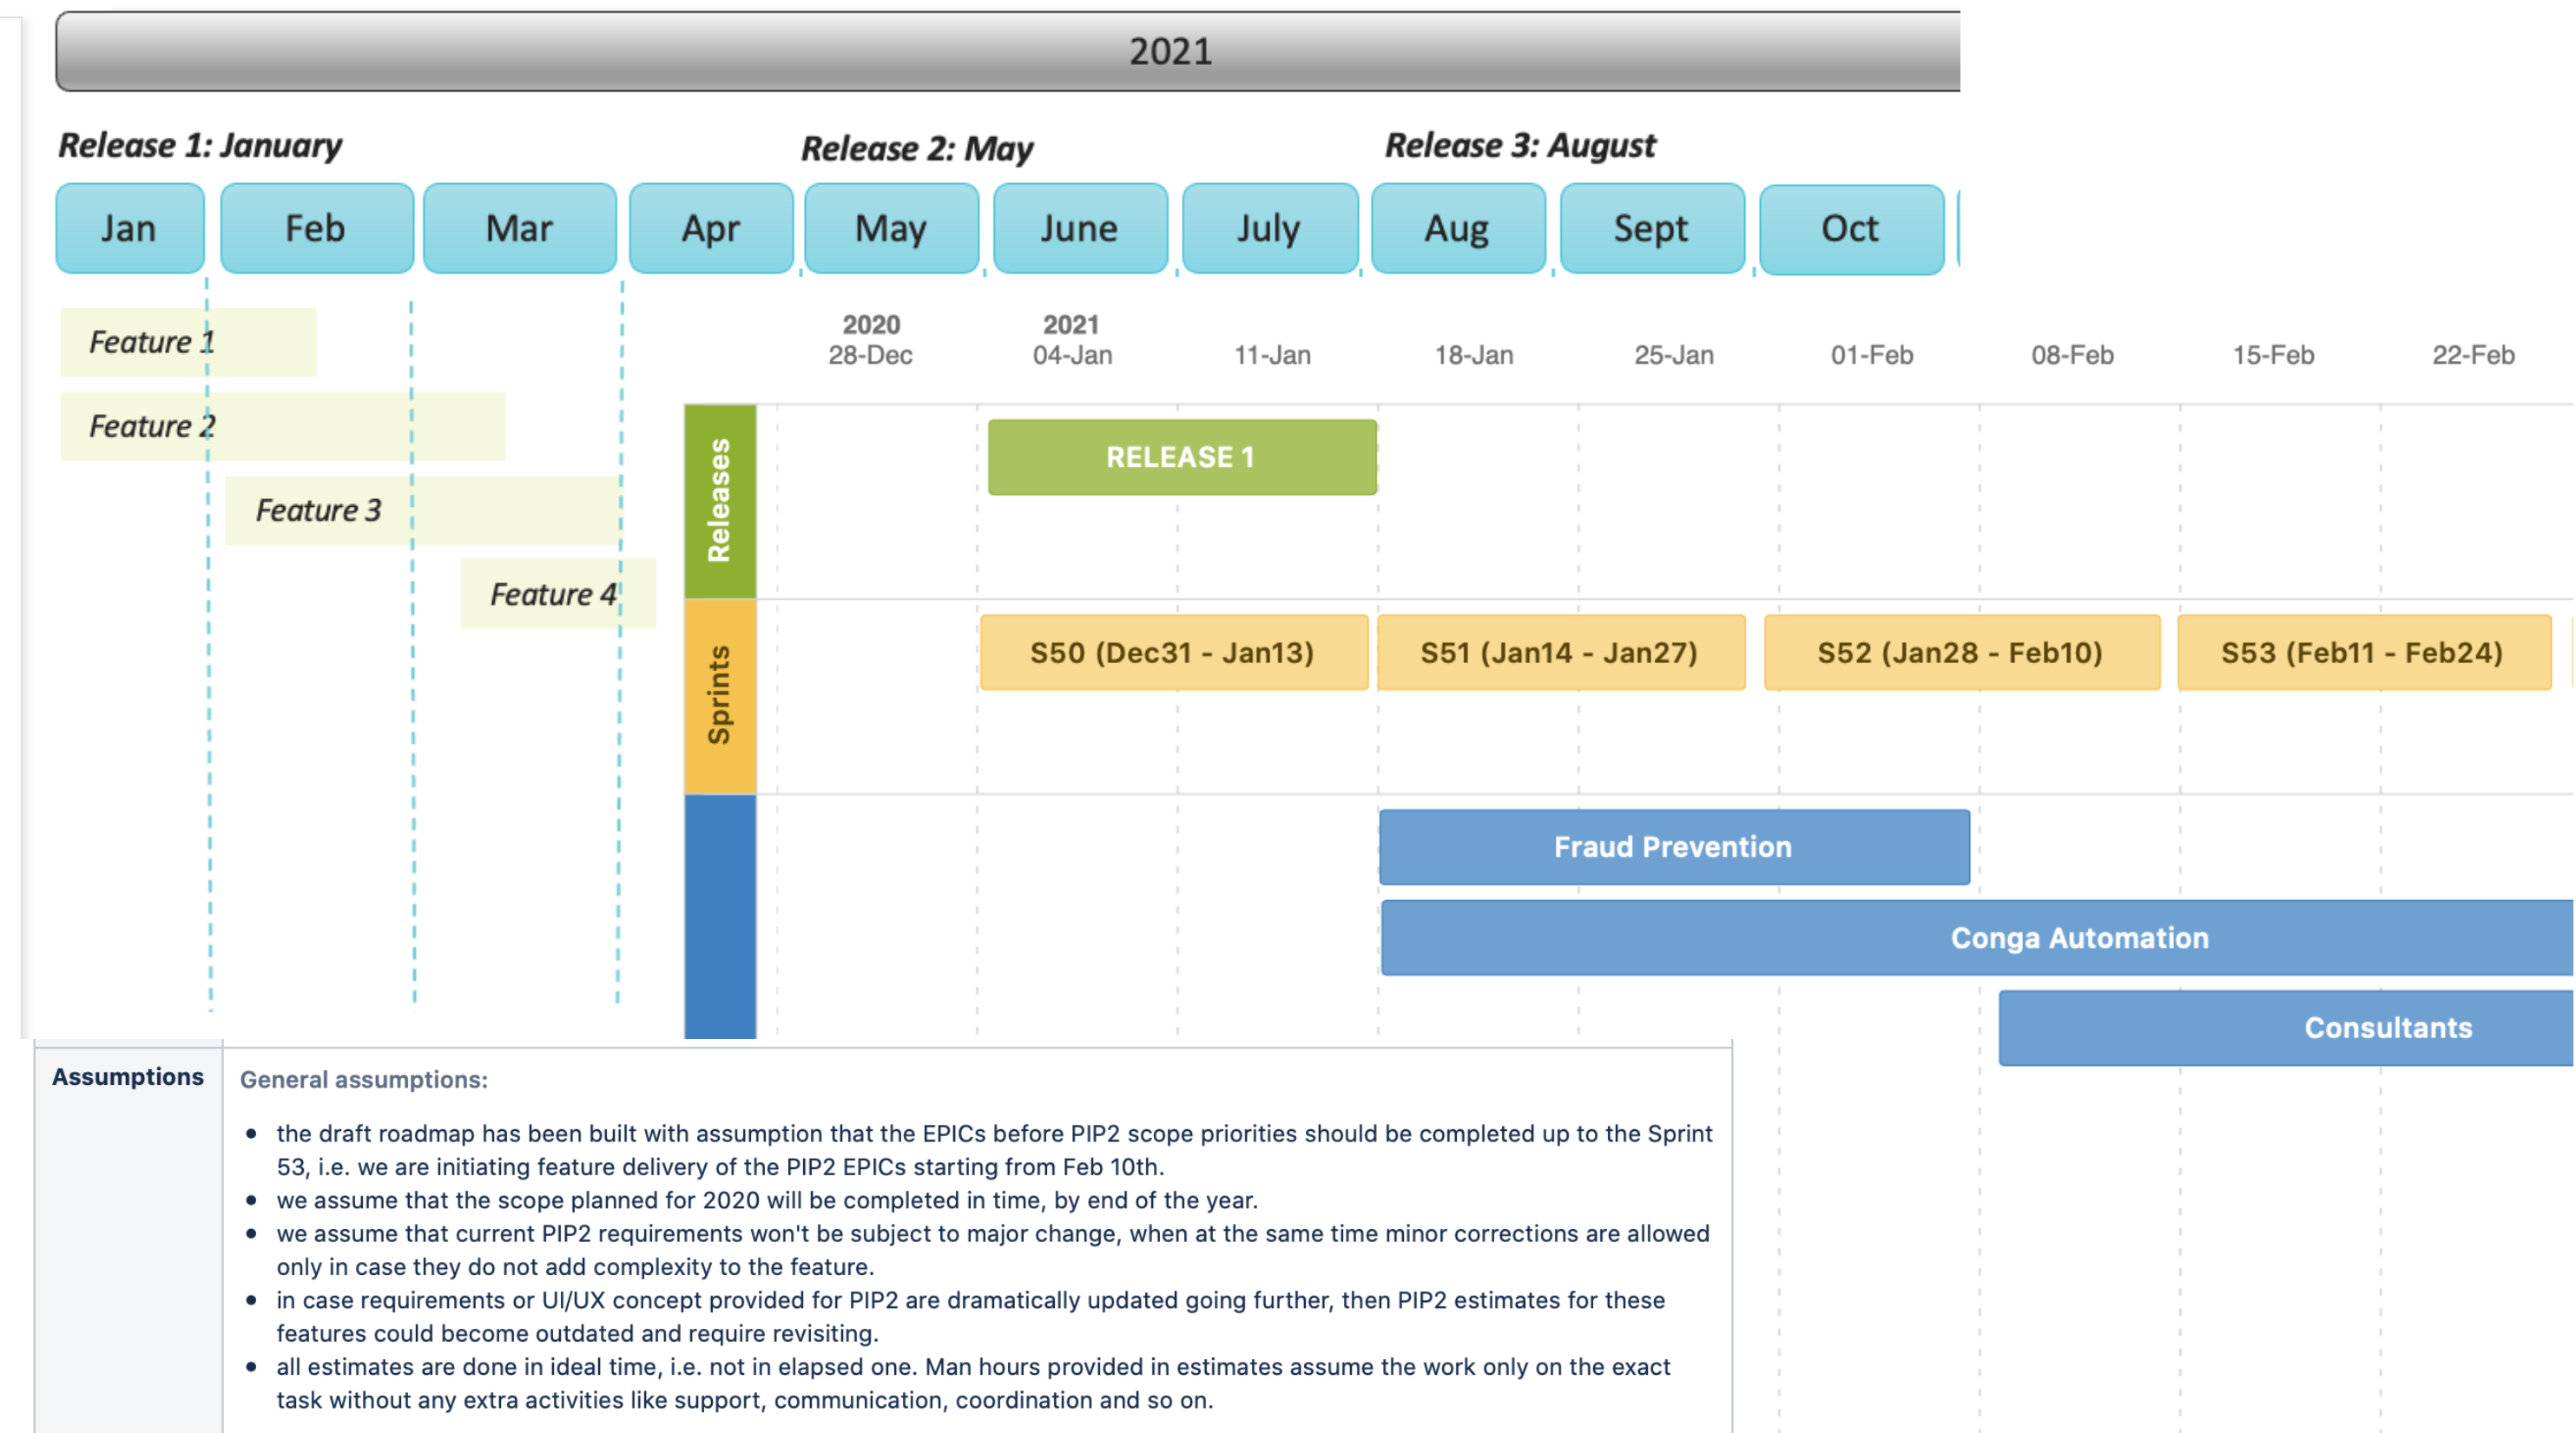 2021
Release 1: January
Release 2: May
Release 3: August
Jan
Feb
Mar
Apr
May
June
July
Aug
Sept
Oct
Feature 1
Feature 2
Feature 3
Feature 4
2020
28-Dec
2021
04-Jan
11-Jan
18-Jan
25-Jan
01-Feb
08-Feb
15-Feb
22-Feb
Releases
RELEASE 1
Sprints
S50 (Dec31 - Jan13)
S51 (Jan14 - Jan27)
S52 (Jan28 - Feb10)
S53 (Feb11 - Feb24)
Fraud Prevention
Conga Automation
Consultants
Assumptions
General assumptions:
• the draft roadmap has been built with assumption that the EPICs before PIP2 scope priorities should be completed up to the Sprint
53, i.e. we are initiating feature delivery of the PIP2 EPICs starting from Feb 10th.
• we assume that the scope planned for 2020 will be completed in time, by end of the year.
• we assume that current PIP2 requirements won't be subject to major change, when at the same time minor corrections are allowed
only in case they do not add complexity to the feature.
• in case requirements or UI/UX concept provided for PIP2 are dramatically updated going further, then PIP2 estimates for these
features could become outdated and require revisiting.
• all estimates are done in ideal time, i.e. not in elapsed one. Man hours provided in estimates assume the work only on the exact
task without any extra activities like support, communication, coordination and so on.